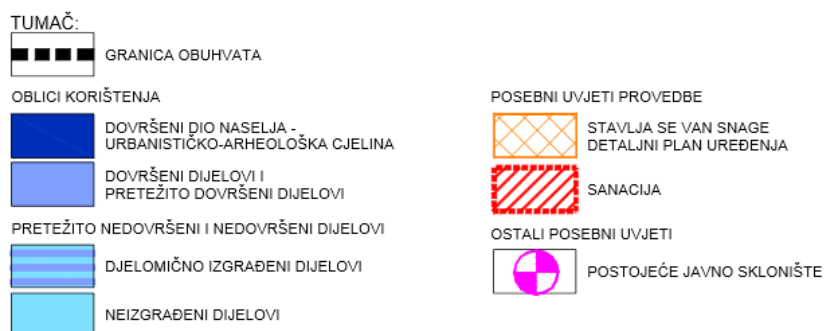 TUMAČ:
GRANICA OBUHVATA
OBLICI KORIŠTENJA
DOVRŠENI DIO NASELJA -
URBANISTIČKO-ARHEOLOŠKA CJELINA
DOVRŠENI DIJELOVI I
PRETEŽITO DOVRŠENI DIJELOVI
PRETEŽITO NEDOVRŠENI I NEDOVRŠENI DIJELOVI
DJELOMIČNO IZGRAĐENI DIJELOVI
NEIZGRAĐENI DIJELOVI
POSEBNI UVJETI PROVEDBE
STAVLJA SE VAN SNAGE
DETALJNI PLAN UREĐENJA
SANACIJA
OSTALI POSEBNI UVJETI
POSTOJEĆE JAVNO SKLONIŠTE